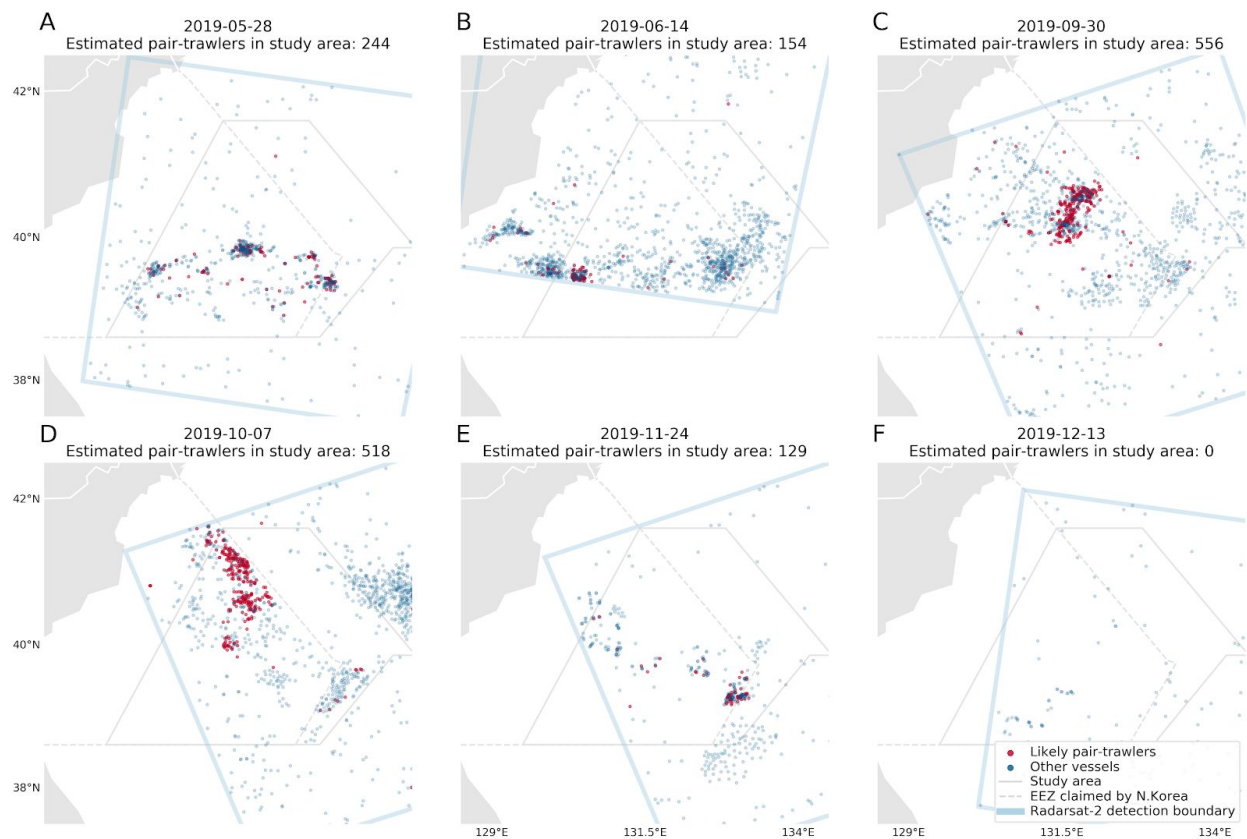 A
2019-05-28
Estimated pair-trawlers in study area: 244
B
2019-06-14
Estimated pair-trawlers in study area: 154
C
2019-09-30
Estimated pair-trawlers in study area: 556
42°N
40°N
38°N
D
2019-10-07
Estimated pair-trawlers in study area: 518
E
2019-11-24
Estimated pair-trawlers in study area: 129
F
2019-12-13
Estimated pair-trawlers in study area: 0
42°N
40°N
38°N
Likely pair-trawlers
Other vessels
Study area
EEZ claimed by N.Korea
Radarsat-2 detection boundary
129°E 131.5°E 134°E
129°E 131.5°E 134°E